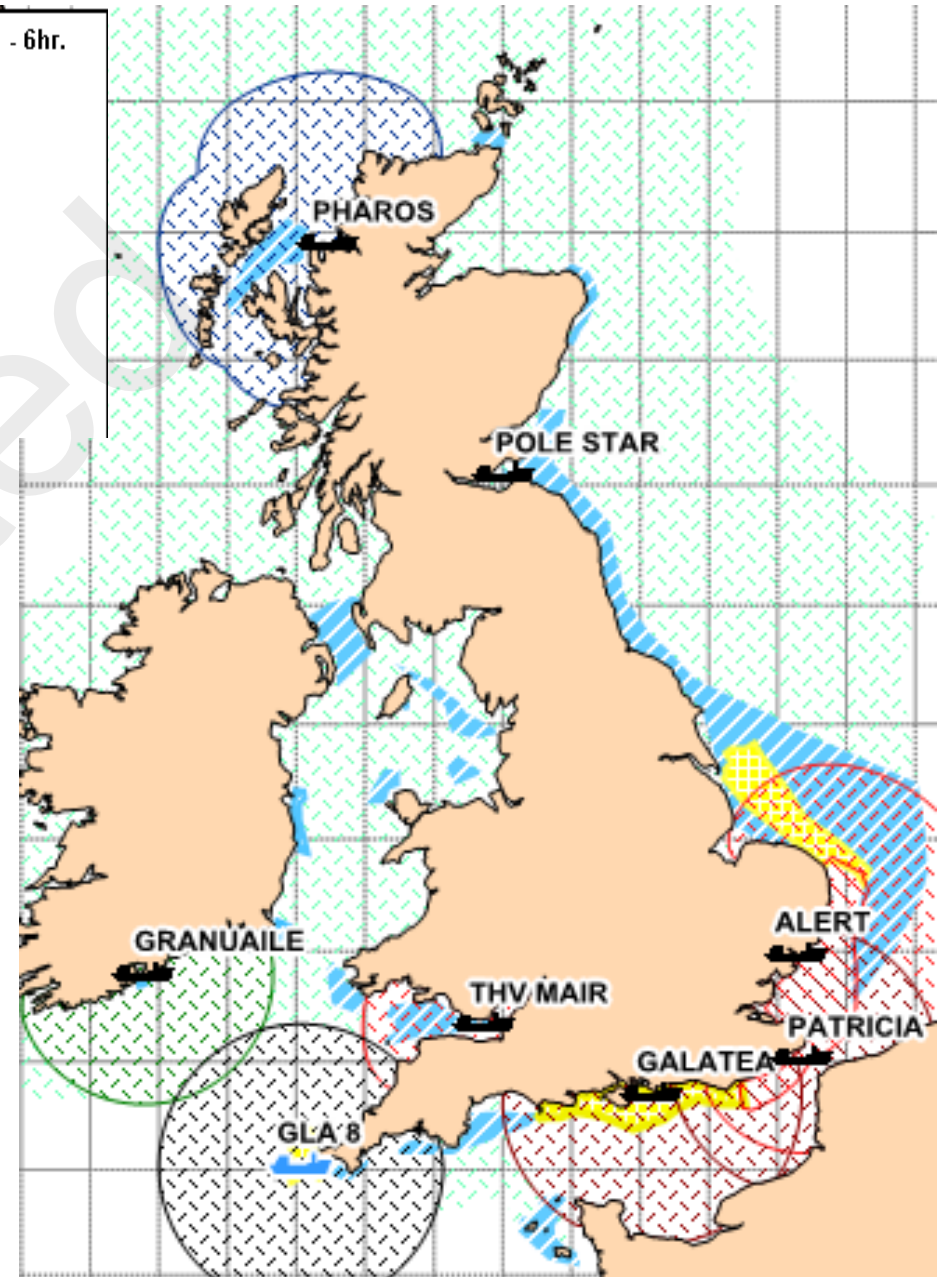 - 6hr.
PHAROS
POLE STAR
ALERT
GRANUAILE
THV MAIR
PATRICIA
GALATEA
GLA 8